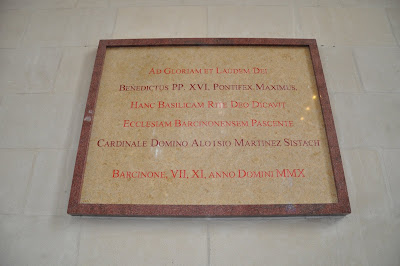 AD GLORIAM ET LAUDEM DEI
BENEDICTUS PP. XVI, PONTIFEX MAXIMUS,
HANC BASILICAM RITE DEO DICAVIT
ECCLESIAM BARCINONENSEM PASCENTE
CARDINALE DOMINO ALOISIO MARTINEZ SISTACH
BARCINONE, VII, XI, ANNO DOMINI MMX